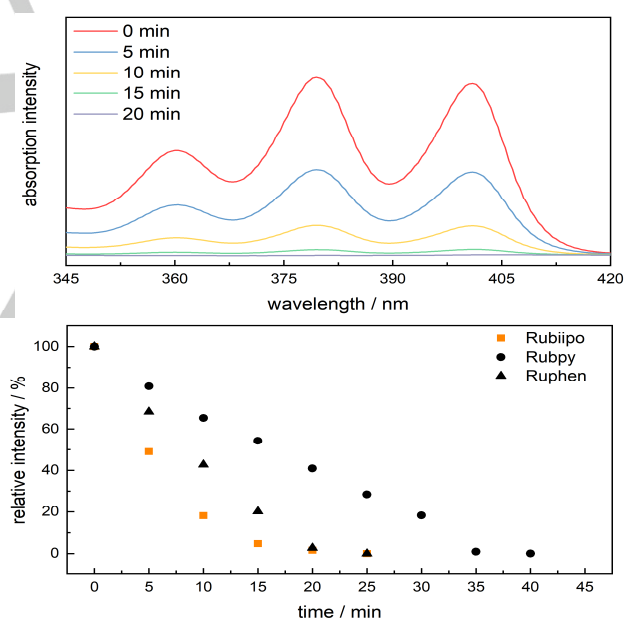 0 min
5 min
10 min
15 min
20 min
absorption intensity
345 360 375 390 405 420
wavelength / nm
Rubiipo
Rubpy
Ruphen
100
80
60
40
20
0
relative intensity / %
0 5 10 15 20 25 30 35 40 45
time / min